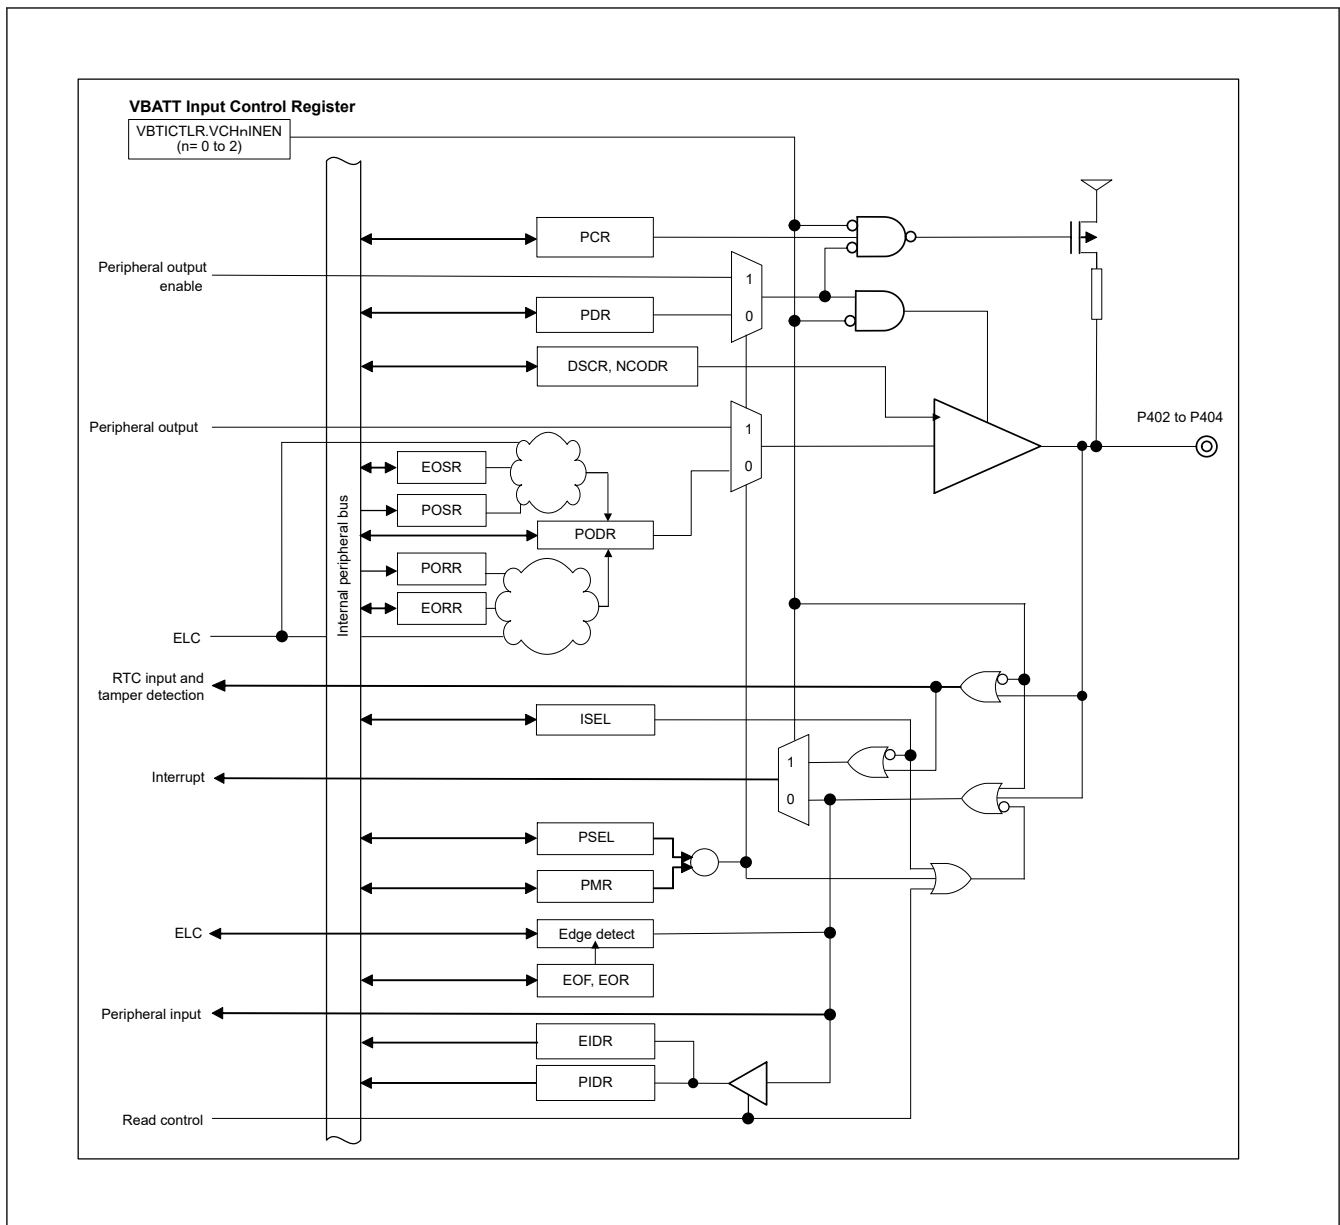 VBATT Input Control Register
VBTICTLR.VCHnINEN
(n= 0 to 2)
PCR
Peripheral output
enable
1
PDR
0
DSCR, NCODR
P402 to P404
Peripheral output
1
EOSR
0
POSR
PODR
Internal peripheral bus
PORR
EORR
ELC
RTC input and
tamper detection
ISEL
1
Interrupt
0
PSEL
PMR
ELC
Edge detect
EOF, EOR
Peripheral input
EIDR
PIDR
Read control